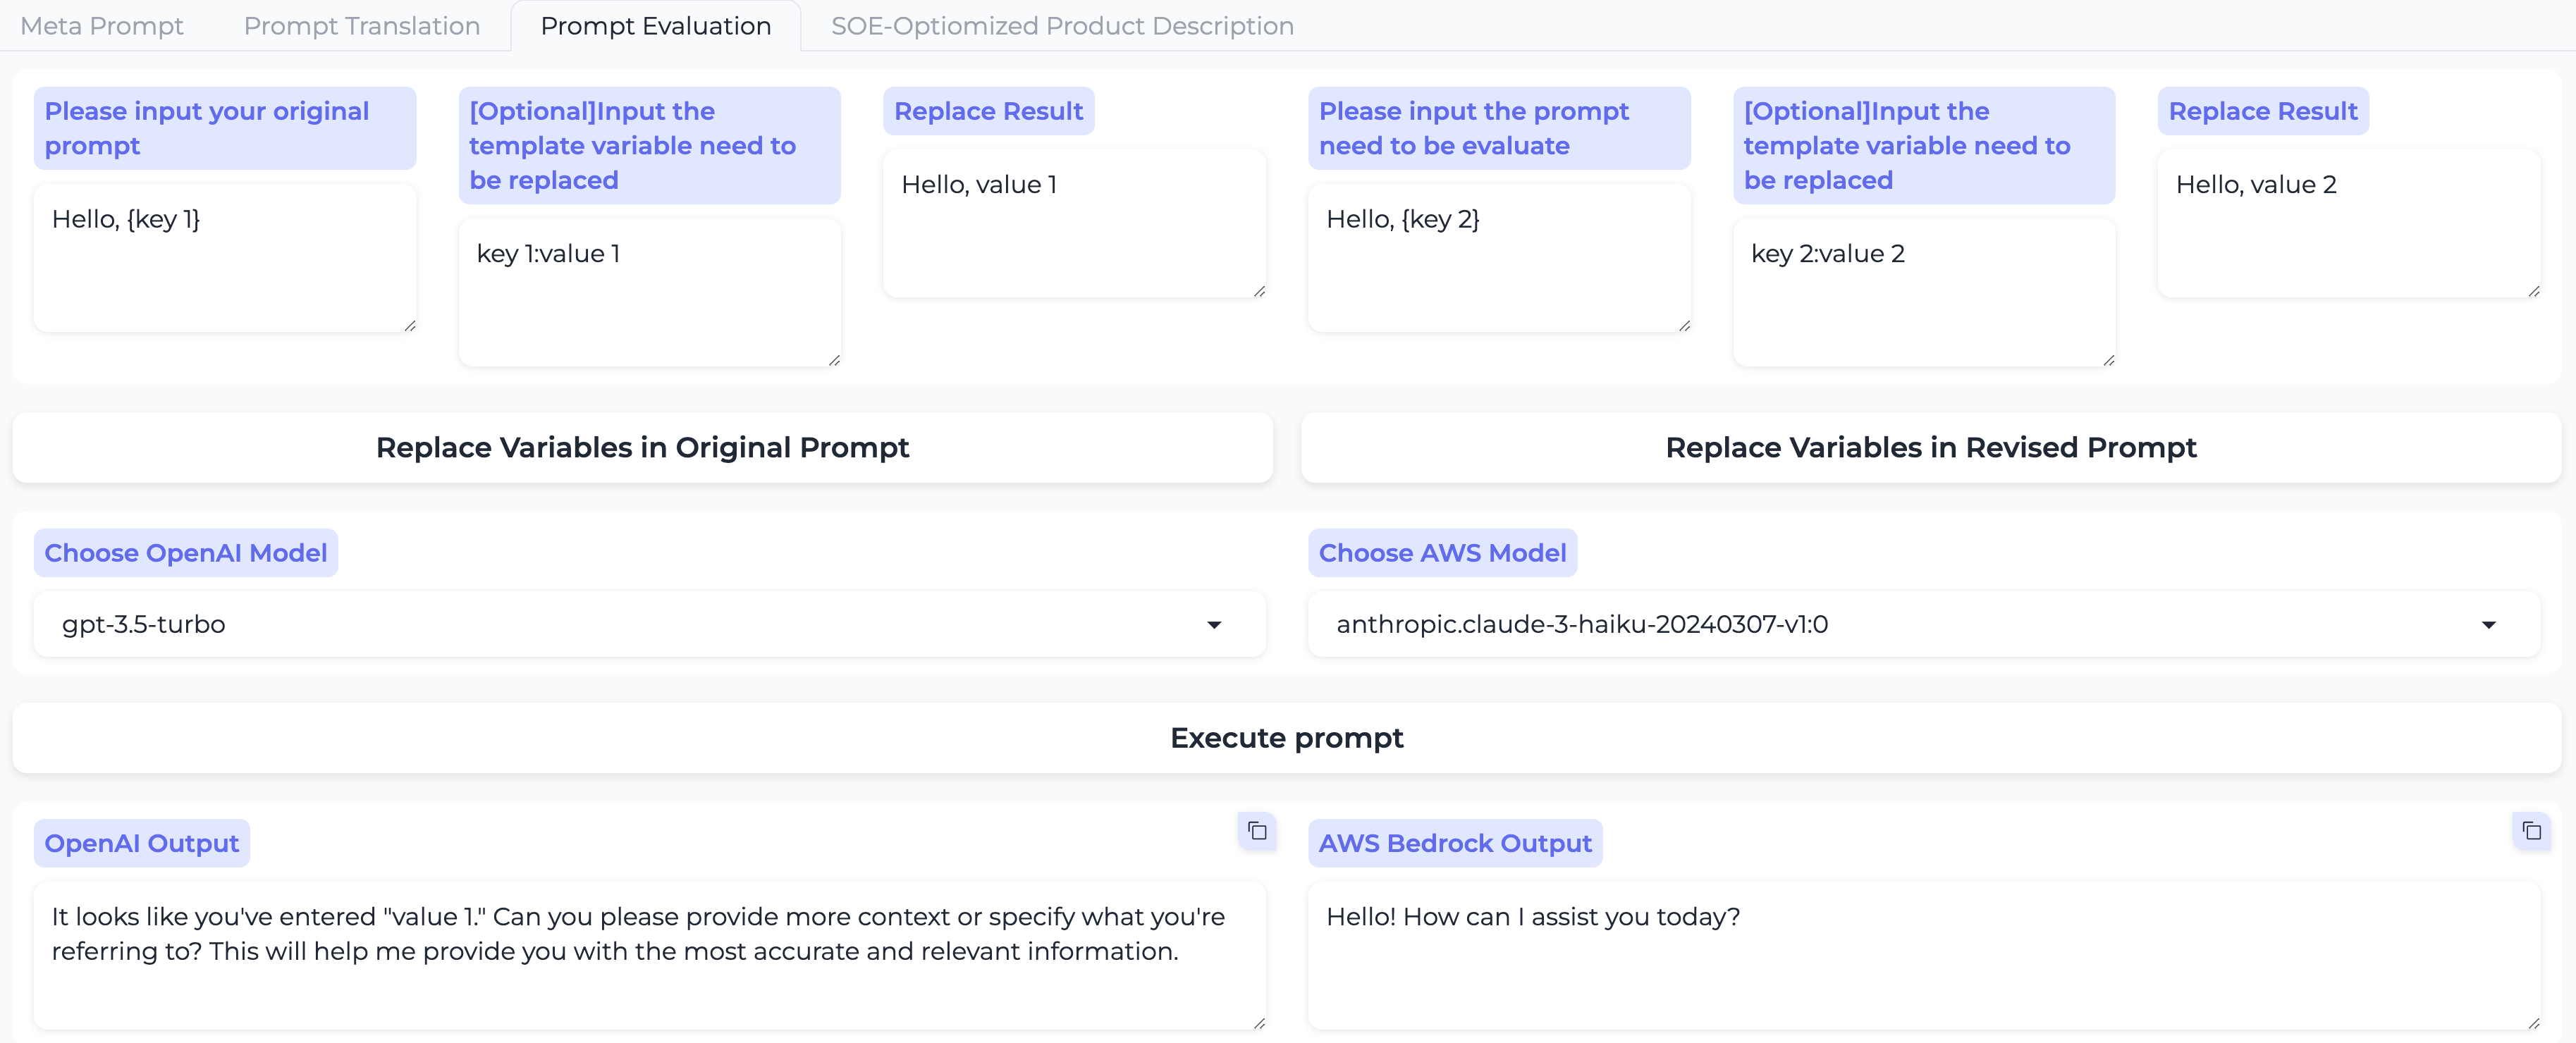 Meta Prompt
Prompt Translation
Prompt Evaluation
SOE-Optiomized Product Description
Please input your original
prompt
Hello, {key 1}
[Optional]Input the
template variable need to
be replaced
key 1:value 1
Replace Result
Hello, value 1
Please input the prompt
need to be evaluate
Hello, {key 2}
[Optional]Input the
template variable need to
be replaced
key 2:value 2
Replace Result
Hello, value 2
Replace Variables in Original Prompt
Replace Variables in Revised Prompt
Choose OpenAI Model
gpt-3.5-turbo
Choose AWS Model
anthropic.claude-3-haiku-20240307-v1:0
Execute prompt
OpenAI Output
It looks like you've entered "value 1." Can you please provide more context or specify what you're
referring to? This will help me provide you with the most accurate and relevant information.
AWS Bedrock Output
Hello! How can I assist you today?